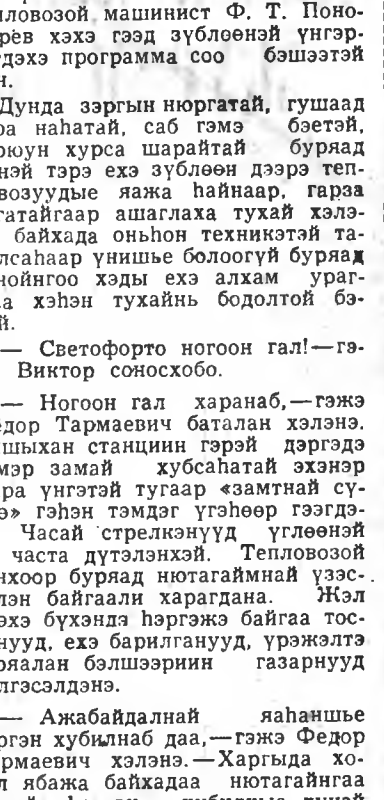 пловозой машинист Ф. Т. Поно-
рёв хэхэ гээд зүблөөнэй үнгэр-
гдэхэ программа соо бэшээтэй
н.
Дунда зэргын нюргатай, гушаад
ра наһатай, саб гэмэ бэетэй,
рюун хурса шарайтай буряад
нэй тэрэ ехэ зүблөөн дээрэ теп-
возуудые яажа һайнаар, гарза
гатайгаар ашаглаха тухай хэлэ-
байхада оньһон техникэтэй та-
лсаһаар үнишье болоогүй буряад
нойнгоо хэды ехэ алхам ураг-
а хэһэн тухайнь бодолтой бэ-
й.
— Светофорто ногоон гал!—гэ-
Виктор соносхобо.
— Ногоон гал харанаб,—гэжэ
едор Тармаевич баталан хэлэнэ.
шыхан станциин гэрэй дэргэдэ
мэр замай хубсаһатай эхэнэр
ра үнгэтэй тугаар «замтнай сү-
э» гэһэн тэмдэг үгэһөөр гээгдэ-
Часай стрелкэнүүд үглөөнэй
часта дүтэлэнхэй. Тепловозой
нхоор буряад нютагаймнай үзэс-
лэн байгаали харагдана. Жэл
эхэ бүхэндэ һэргэжэ байгаа тос-
нууд, ехэ барилганууд, үрэжэлтэ
ряалан бэлшээриин газарнууд
лгэсэлдэнэ.
— Ажабайдалнай яаһаншье
ргэн хубилнаб даа,—гэжэ Федор
рмаевич хэлэнэ.—Харгыда хо-
л ябажа байхадаа нютагайнгаа